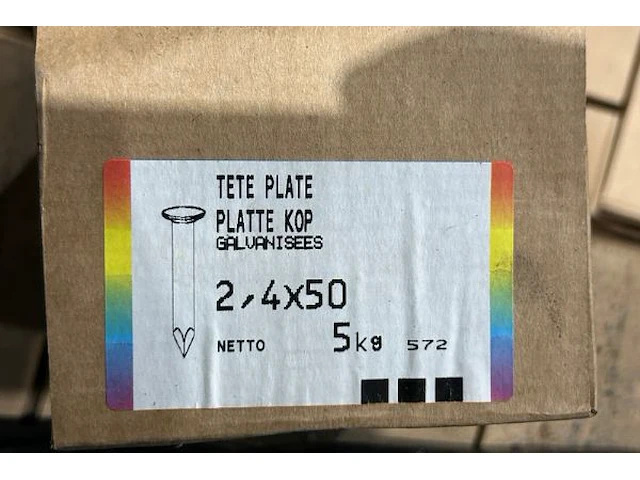 TETE PLATE
PLATTE KOP
GALVANISEES
2,4x50
NETTO 5kg 572